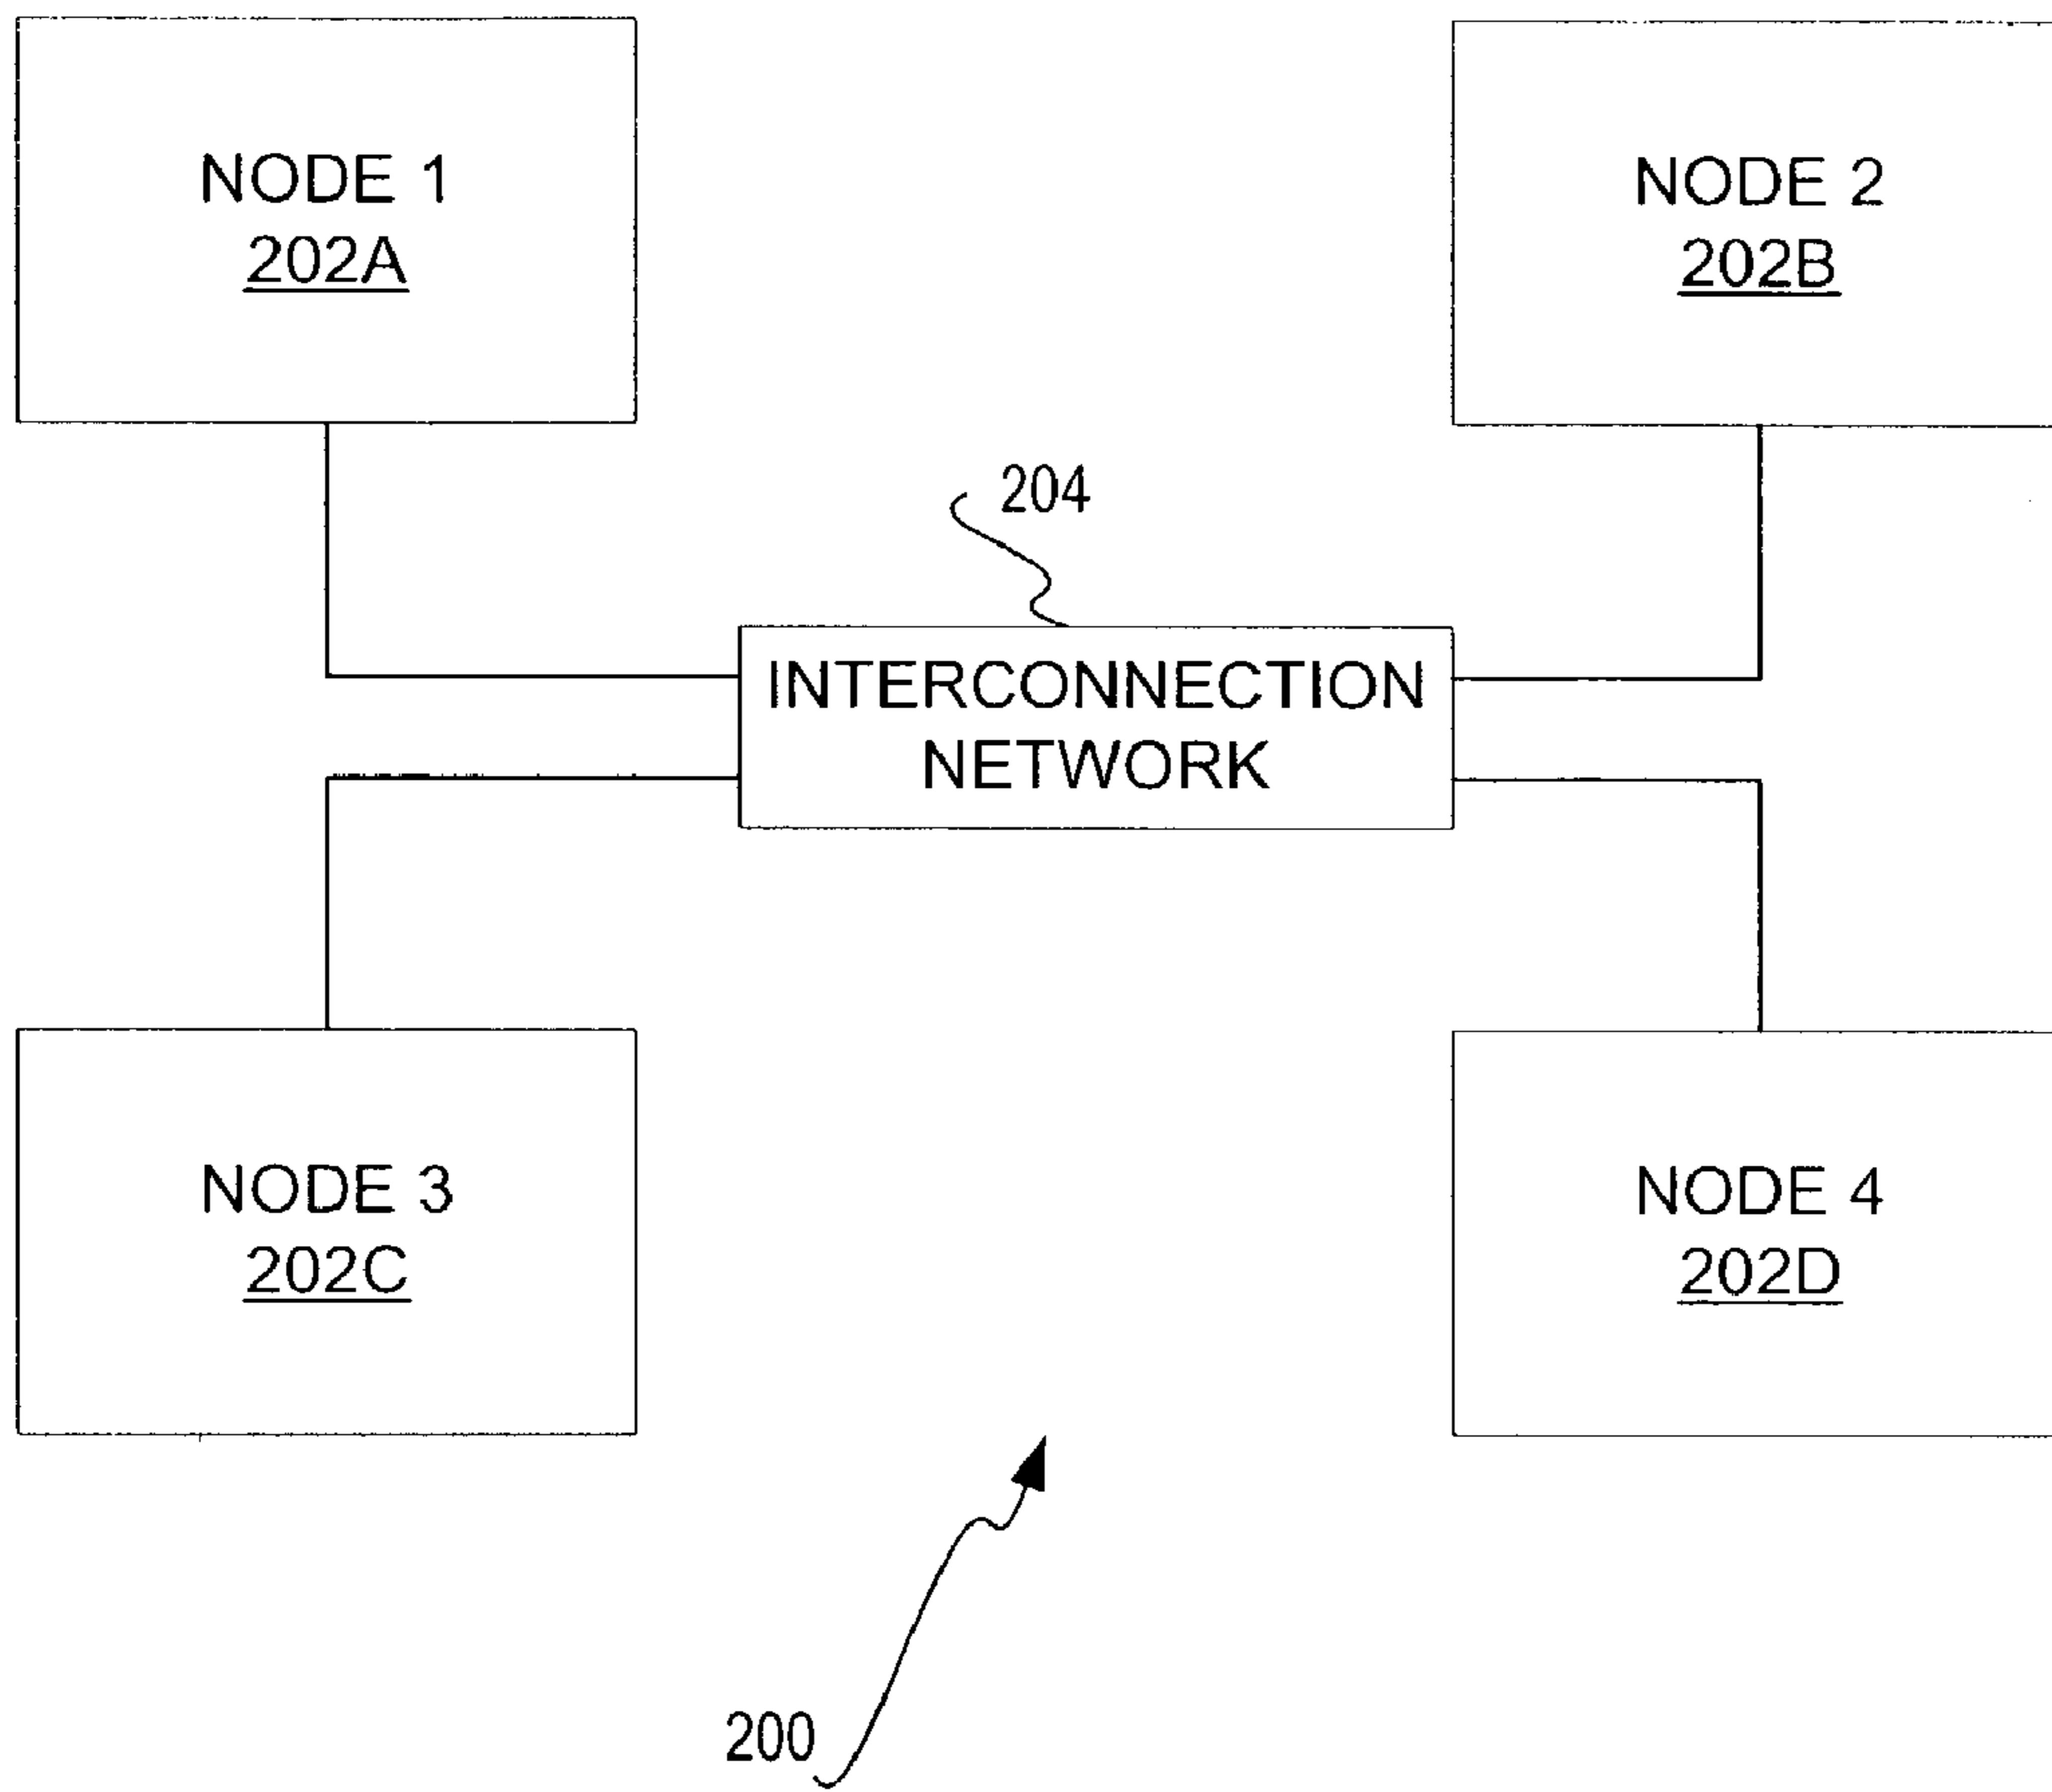 NODE 1
202A
NODE 2
202B
204
INTERCONNECTION
NETWORK
NODE 3
202C
NODE 4
202D
200